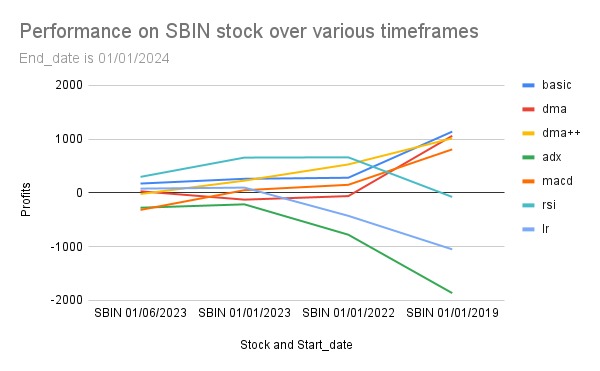 Performance on SBIN stock over various timeframes
End_date is 01/01/2024
2000
1000
0
-1000
-2000
Profits
SBIN 01/06/2023 SBIN 01/01/2023 SBIN 01/01/2022 SBIN 01/01/2019
Stock and Start_date
basic
dma
dma++
adx
macd
rsi
lr